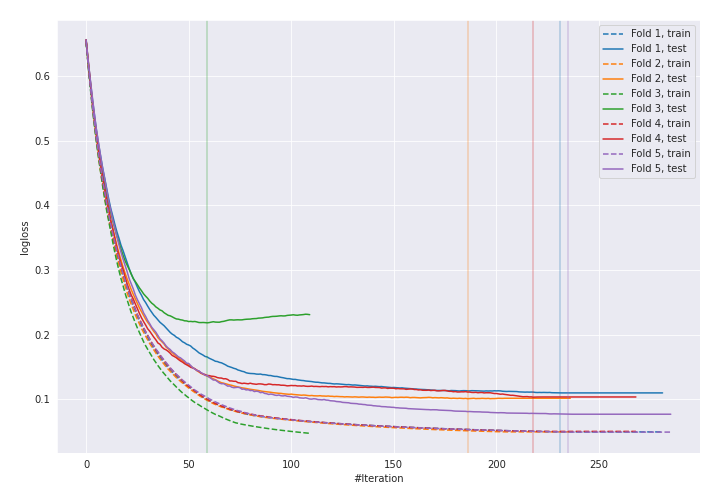 Fold 1, train
Fold 1, test
Fold 2, train
Fold 2, test
Fold 3, train
Fold 3, test
Fold 4, train
Fold 4, test
Fold 5, train
Fold 5, test
logloss
0.6
0.5
0.4
0.3
0.2
0.1
0 50 100 150 200 250
#Iteration